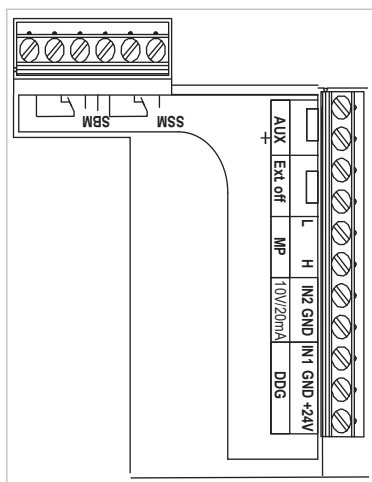 SBM
SSM
AUX
+
Ext off
L
MP
H
10V/20mA
IN2 GND
DDG
IN1 GND +24V